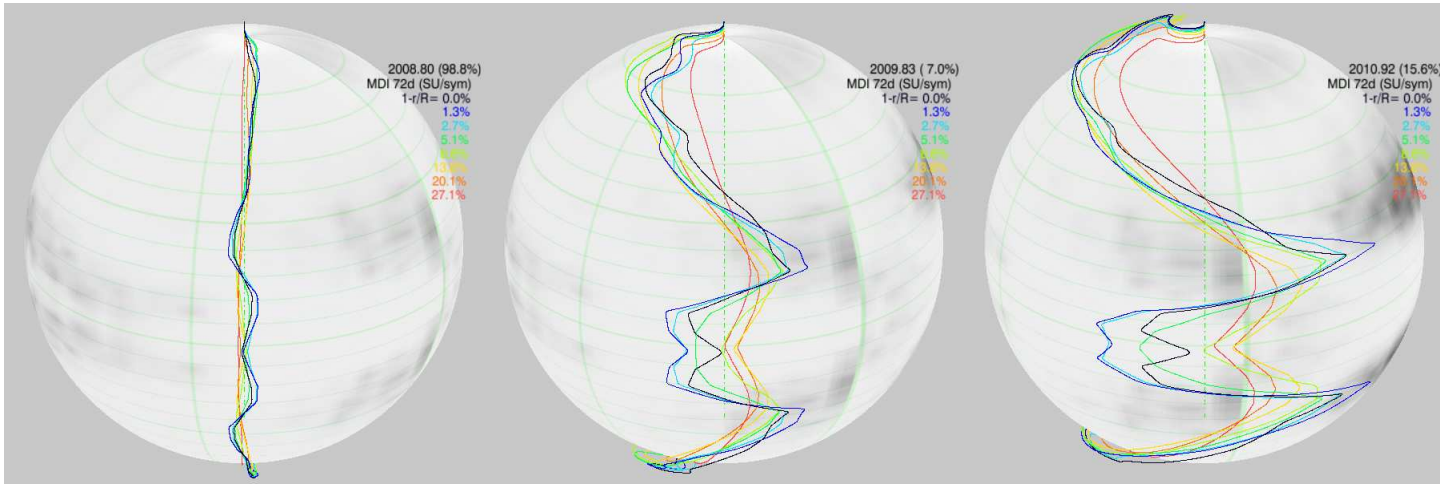 2008.80 (98.8%)
MDI 72d (SU/sym)
1-r/R= 0.0%
1.3%
2.7%
5.1%
20.1%
27.1%
2009.83 ( 7.0%)
MDI 72d (SU/sym)
1-r/R= 0.0%
1.3%
2.7%
5.1%
20.1%
27.1%
2010.92 (15.6%)
MDI 72d (SU/sym)
1-r/R= 0.0%
1.3%
2.7%
5.1%